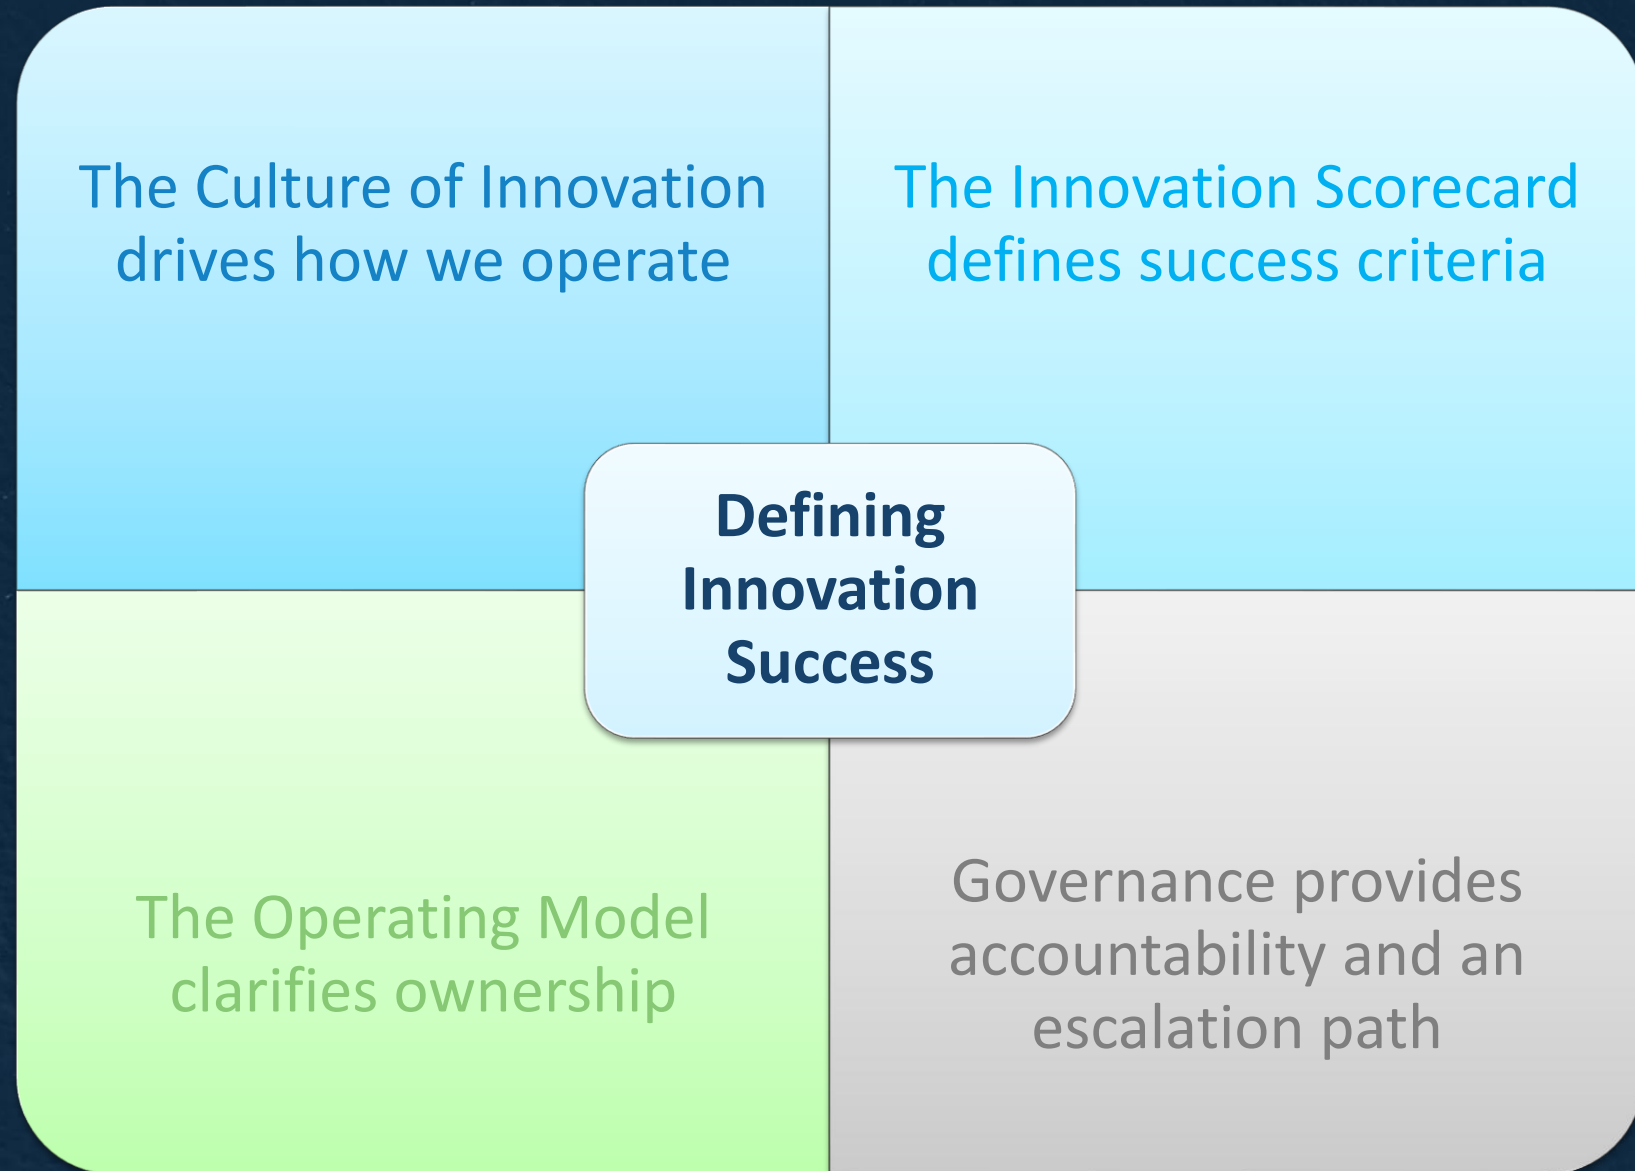 The Culture of Innovation
drives how we operate
The Innovation Scorecard
defines success criteria
Defining
Innovation
Success
The Operating Model
clarifies ownership
Governance provides
accountability and an
escalation path